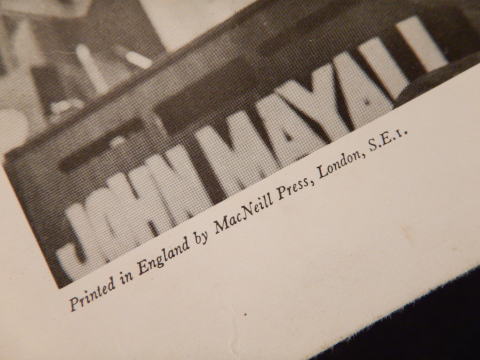 JOHN MAYALL
Printed in England by MacNeill Press, London, S.E.1.